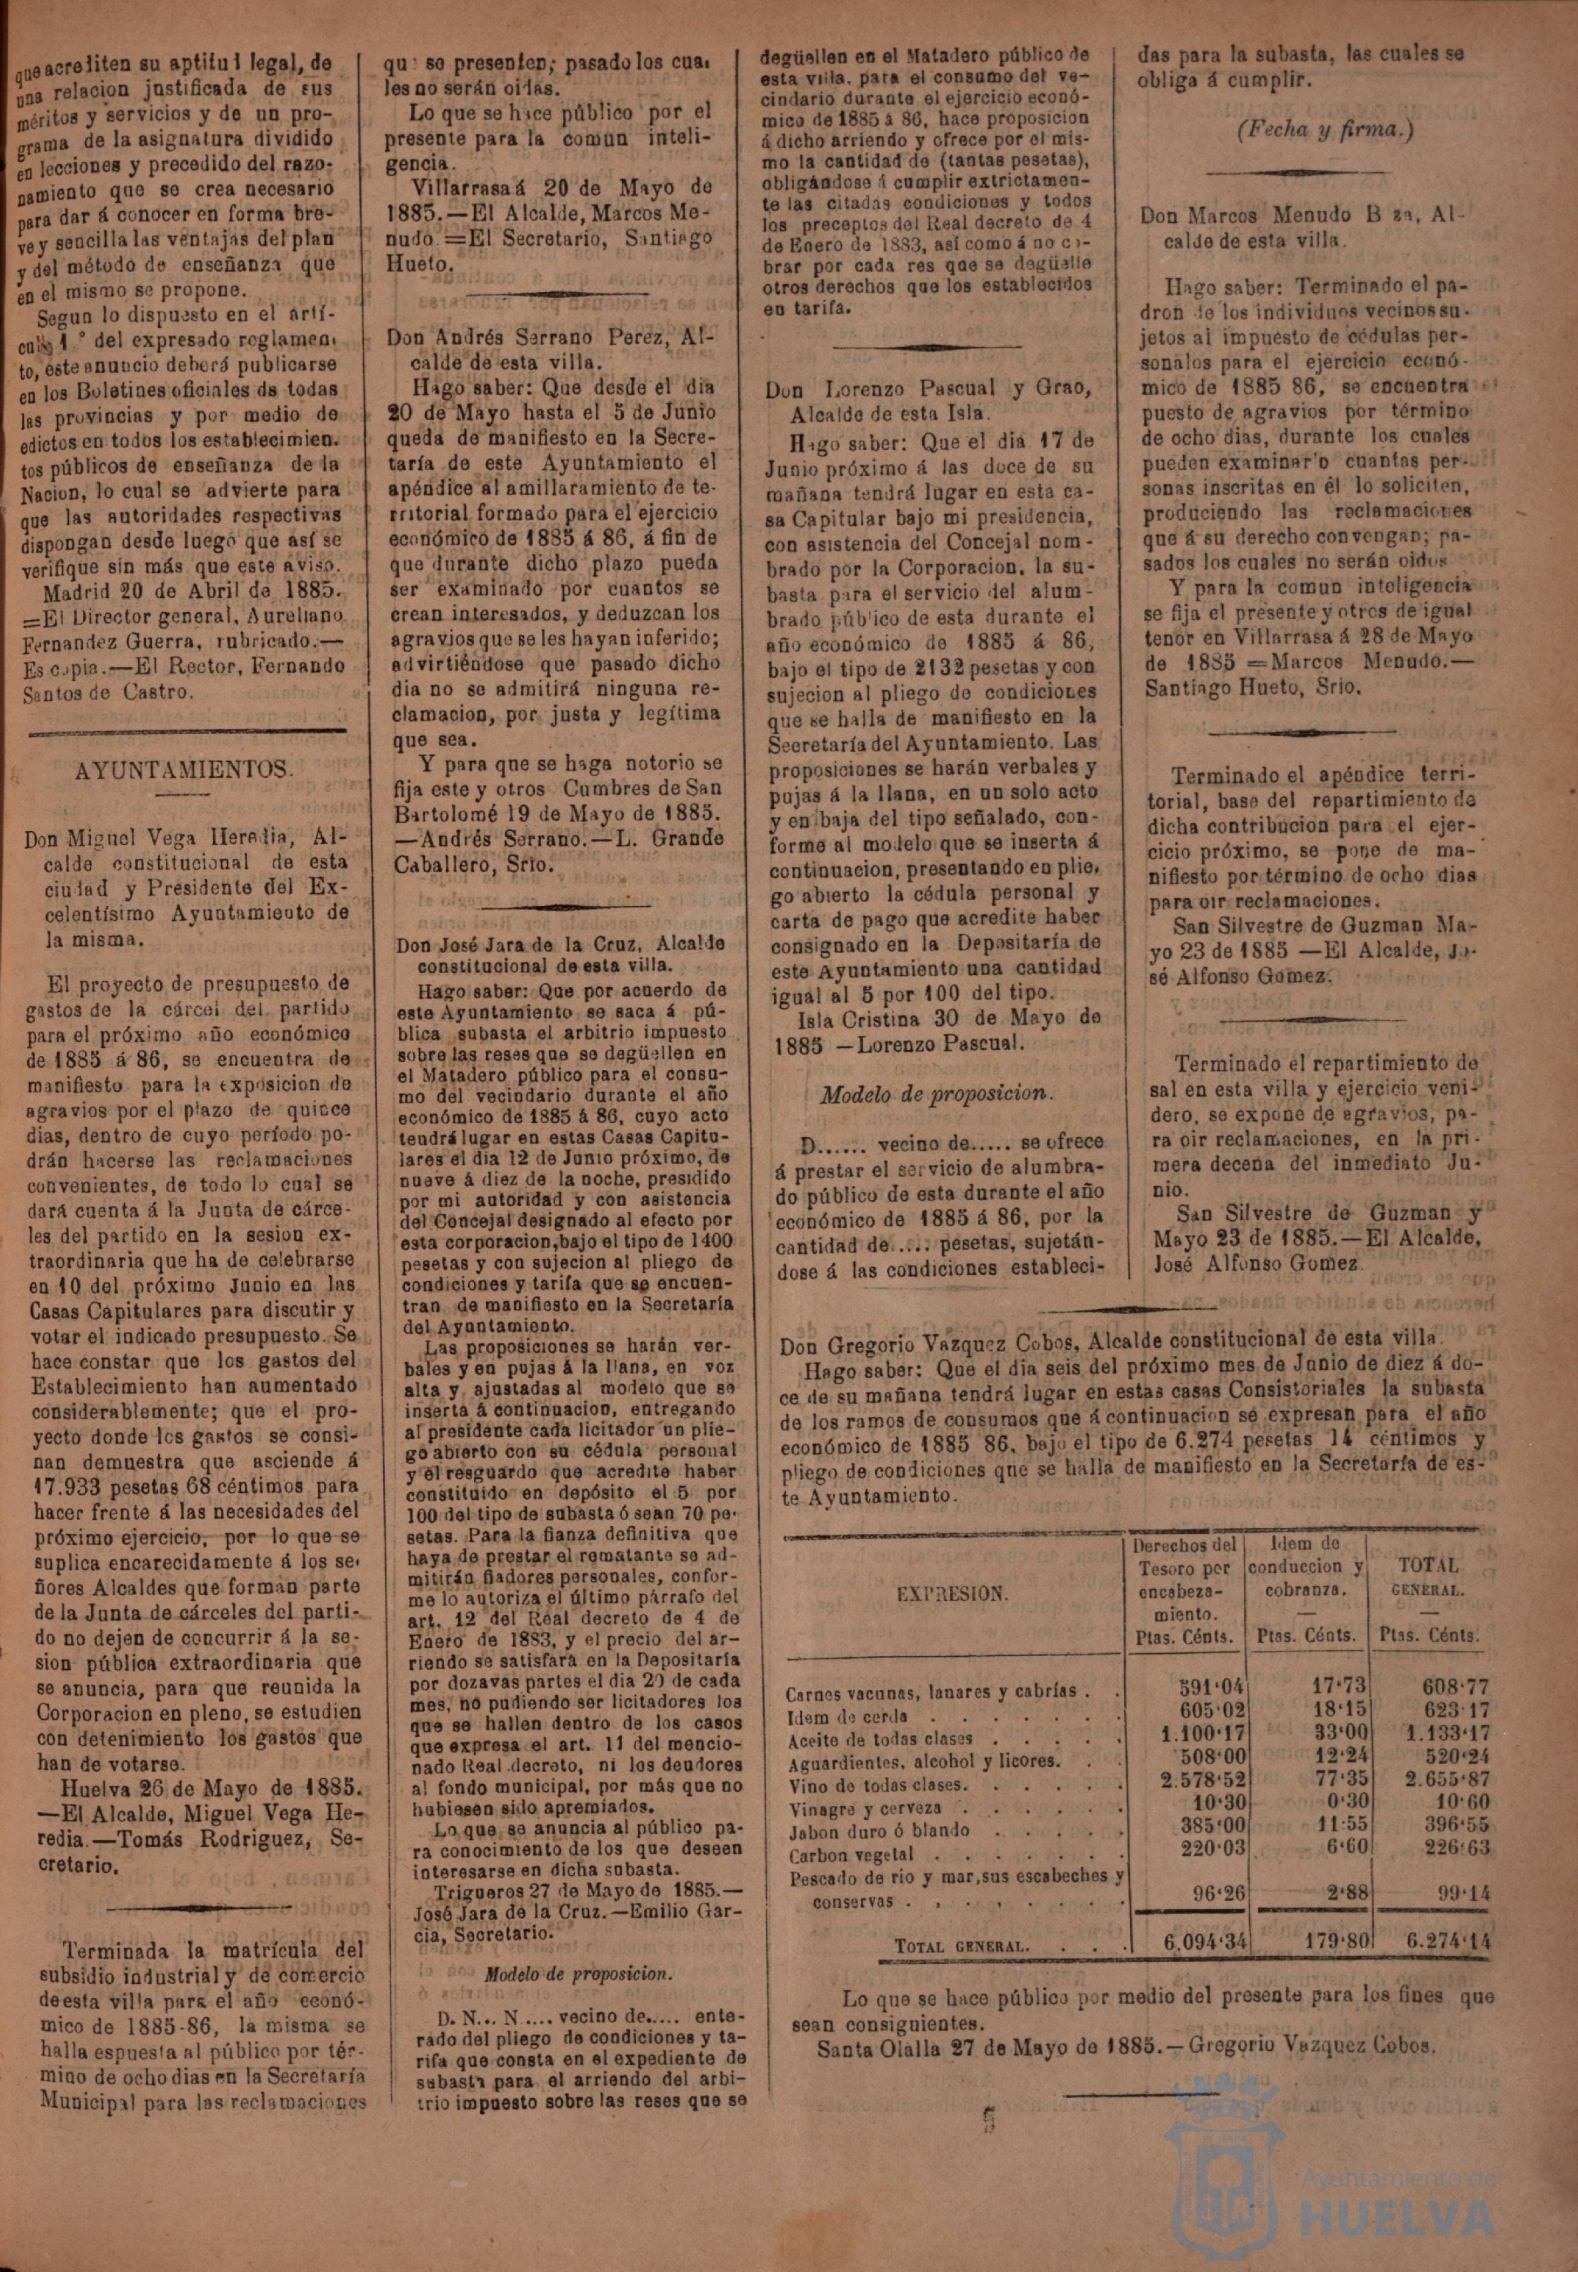 que acrediten su aptitud legal, de
una relacion justificada de sus
méritos y servicios y de un pro-
grama de la asignatura dividido
en lecciones y precedido del razo-
namiento que se crea necesario
para dar á conocer en forma bre-
ve y sencilla las ventajas del plan
y del método de enseñanza que
en el mismo se propone.
Segun lo dispuesto en el artí-
culo 1.° del expresado reglamen-
to, este anuncio deberá publicarse
en los Boletines oficiales de todas
las provincias y por medio de
edictos en todos los establecimien-
tos públicos de enseñanza de la
Nacion, lo cual se advierte para
que las autoridades respectivas
dispongan desde luego que así se
verifique sin más que este aviso.
Madrid 20 de Abril de 1885.
=El Director general, Aureliano
Fernandez Guerra, rubricado.—
Es copia.—El Rector, Fernando
Santos de Castro.
AYUNTAMIENTOS.
Don Miguel Vega Heredia, Al-
calde constitucional de esta
ciudad y Presidente del Ex-
celentísimo Ayuntamiento de
la misma.
El proyecto de presupuesto de
gastos de la cárcel del partido
para el próximo año económico
de 1885 á 86, se encuentra de
manifiesto para la exposicion de
agravios por el plazo de quince
dias, dentro de cuyo período po-
drán hacerse las reclamaciones
convenientes, de todo lo cual se
dará cuenta á la Junta de cárce-
les del partido en la sesion ex-
traordinaria que ha de celebrarse
en 10 del próximo Junio en las
Casas Capitulares para discutir y
votar el indicado presupuesto. Se
hace constar que los gastos del
Establecimiento han aumentado
considerablemente; que el pro-
yecto donde los gastos se consi-
nan demuestra que asciende á
17.933 pesetas 68 céntimos para
hacer frente á las necesidades del
próximo ejercicio, por lo que se
suplica encarecidamente á los se-
ñores Alcaldes que forman parte
de la Junta de cárceles del parti-
do no dejen de concurrir á la se-
sion pública extraordinaria que
se anuncia, para que reunida la
Corporacion en pleno, se estudien
con detenimiento los gastos que
han de votarse.
Huelva 26 de Mayo de 1885.
—El Alcalde, Miguel Vega He-
redia.—Tomás Rodriguez, Se-
cretario.
Terminada la matrícula del
subsidio industrial y de comercio
de esta villa para el año econó-
mico de 1885-86, la misma se
halla espuesta al público por tér-
mino de ocho dias en la Secretaría
Municipal para las reclamaciones
que se presenten; pasado los cua-
les no serán oidas.
Lo que se hace público por el
presente para la comun inteli-
gencia.
Villarrasa á 20 de Mayo de
1885.—El Alcalde, Marcos Me-
nudo.=El Secretario, Santiago
Hueto.
Don Andrés Serrano Perez, Al-
calde de esta villa.
Hago saber: Que desde el dia
20 de Mayo hasta el 5 de Junio
queda de manifiesto en la Secre-
taría de este Ayuntamiento el
apéndice al amillaramiento de te-
rritorial formado para el ejercicio
económico de 1885 á 86, á fin de
que durante dicho plazo pueda
ser examinado por cuantos se
crean interesados, y deduzcan los
agravios que se les hayan inferido;
advirtiéndose que pasado dicho
dia no se admitirá ninguna re-
clamacion, por justa y legítima
que sea.
Y para que se haga notorio se
fija este y otros Cumbres de San
Bartolomé 19 de Mayo de 1885.
—Andrés Serrano.—L. Grande
Caballero, Srio.
Don José Jara de la Cruz, Alcalde
constitucional de esta villa.
Hago saber: Que por acuerdo de
este Ayuntamiento se saca á pú-
blica subasta el arbitrio impuesto
sobre las reses que se degüellen en
el Matadero público para el consu-
mo del vecindario durante el año
económico de 1885 á 86, cuyo acto
tendrá lugar en estas Casas Capitu-
lares el dia 12 de Junio próximo, de
nueve á diez de la noche, presidido
por mi autoridad y con asistencia
del Concejal designado al efecto por
esta corporacion, bajo el tipo de 1400
pesetas y con sujecion al pliego de
condiciones y tarifa que se encuen-
tran de manifiesto en la Secretaría
del Ayuntamiento.
Las proposiciones se harán ver-
bales y en pujas á la llana, en voz
alta y ajustadas al modelo que se
inserta á continuacion, entregando
al presidente cada licitador un plie-
go abierto con su cédula personal
y el resguardo que acredite haber
constituido en depósito el 5 por
100 del tipo de subasta ó sean 70 pe-
setas. Para la fianza definitiva que
haya de prestar el rematante se ad-
mitirán fiadores personales, confor-
me lo autoriza el último párrafo del
art. 12 del Real decreto de 4 de
Enero de 1883, y el precio del ar-
riendo se satisfará en la Depositaría
por dozavas partes el dia 20 de cada
mes, no pudiendo ser licitadores los
que se hallen dentro de los casos
que expresa el art. 11 del mencio-
nado Real decreto, ni los deudores
al fondo municipal, por más que no
hubiesen sido apremiados.
Lo que se anuncia al público pa-
ra conocimiento de los que deseen
interesarse en dicha subasta.
Trigueros 27 de Mayo de 1885.—
José Jara de la Cruz.—Emilio Gar-
cia, Secretario.
Modelo de proposicion.
D. N... N .... vecino de..... ente-
rado del pliego de condiciones y ta-
rifa que consta en el expediente de
subasta para el arriendo del arbi-
trio impuesto sobre las reses que se
degüellen en el Matadero público de
esta villa, para el consumo del ve-
cindario durante el ejercicio econó-
mico de 1885 á 86, hace proposicion
á dicho arriendo y ofrece por el mis-
mo la cantidad de (tantas pesetas),
obligándose á cumplir extrictamen-
te las citadas condiciones y todos
los preceptos del Real decreto de 4
de Enero de 1883, así como á no co-
brar por cada res que se degüelle
otros derechos que los establecidos
en tarifa.
Don Lorenzo Pascual y Grao,
Alcalde de esta Isla.
Hago saber: Que el dia 17 de
Junio próximo á las doce de su
mañana tendrá lugar en esta ca-
sa Capitular bajo mi presidencia,
con asistencia del Concejal nom-
brado por la Corporacion, la su-
basta para el servicio del alum-
brado público de esta durante el
año económico de 1885 á 86,
bajo el tipo de 2132 pesetas y con
sujecion al pliego de condiciones
que se halla de manifiesto en la
Secretaría del Ayuntamiento. Las
proposiciones se harán verbales y
pujas á la llana, en un solo acto
y en baja del tipo señalado, con-
forme al modelo que se inserta á
continuacion, presentando en plie-
go abierto la cédula personal y
carta de pago que acredite haber
consignado en la Depositaría de
este Ayuntamiento una cantidad
igual al 5 por 100 del tipo.
Isla Cristina 30 de Mayo de
1885 —Lorenzo Pascual.
Modelo de proposicion.
D...... vecino de..... se ofrece
á prestar el servicio de alumbra-
do público de esta durante el año
económico de 1885 á 86, por la
cantidad de .... pesetas, sujetán-
dose á las condiciones estableci-
das para la subasta, las cuales se
obliga á cumplir.
(Fecha y firma.)
Don Marcos Menudo B za, Al-
calde de esta villa.
Hago saber: Terminado el pa-
dron de los individuos vecinos su-
jetos al impuesto de cédulas per-
sonales para el ejercicio econó-
mico de 1885 86, se encuentra
puesto de agravios por término
de ocho dias, durante los cuales
pueden examinarlo cuantas per-
sonas inscritas en él lo soliciten,
produciendo las reclamaciones
que á su derecho convengan; pa-
sados los cuales no serán oidos
Y para la comun inteligencia
se fija el presente y otros de igual
tenor en Villarrasa á 28 de Mayo
de 1885 =Marcos Menudo.—
Santiago Hueto, Srio.
Terminado el apéndice terri-
torial, base del repartimiento de
dicha contribucion para el ejer-
cicio próximo, se pone de ma-
nifiesto por término de ocho dias
para oir reclamaciones.
San Silvestre de Guzman Ma-
yo 23 de 1885 —El Alcalde, Jo-
sé Alfonso Gomez.
Terminado el repartimiento de
sal en esta villa y ejercicio veni-
dero, se expone de agravios, pa-
ra oir reclamaciones, en la pri-
mera decena del inmediato Ju-
nio.
San Silvestre de Guzman y
Mayo 23 de 1885.—El Alcalde,
José Alfonso Gomez
Don Gregorio Vazquez Cobos, Alcalde constitucional de esta villa.
Hago saber: Que el dia seis del próximo mes de Junio de diez á do-
ce de su mañana tendrá lugar en estas casas Consistoriales la subasta
de los ramos de consumos que á continuacion se expresan para el año
económico de 1885 86, bajo el tipo de 6.274 pesetas 14 céntimos y
pliego de condiciones que se halla de manifiesto en la Secretaría de es-
te Ayuntamiento.
EXPRESION. Derechos del Tesoro por encabeza-miento. Idem de conduccion y cobranza. TOTAL GENERAL.
Ptas. Cénts. Ptas. Cénts. Ptas. Cénts.
Carnes vacunas, lanares y cabrías . . 591·04 17·73 608·77
Idem de cerda . . . . . . . 605·02 18·15 623·17
Aceite de todas clases . . . . . 1.100·17 33·00 1.133·17
Aguardientes, alcohol y licores. . . 508·00 12·24 520·24
Vino de todas clases. . . . . . 2.578·52 77·35 2.655·87
Vinagre y cerveza . . . . . . 10·30 0·30 10·60
Jabon duro ó blando . . . . . 385·00 11·55 396·55
Carbon vegetal . . . . . . . 220·03 6·60 226·63
Pescado de rio y mar, sus escabeches y
conservas . . . . . . . 96·26 2·88 99·14
TOTAL GENERAL. . . . 6.094·34 179·80 6.274·14
Lo que se hace público por medio del presente para los fines que
sean consiguientes.
Santa Olalla 27 de Mayo de 1885.—Gregorio Vazquez Cobos.
Ayuntamiento de
HUELVA